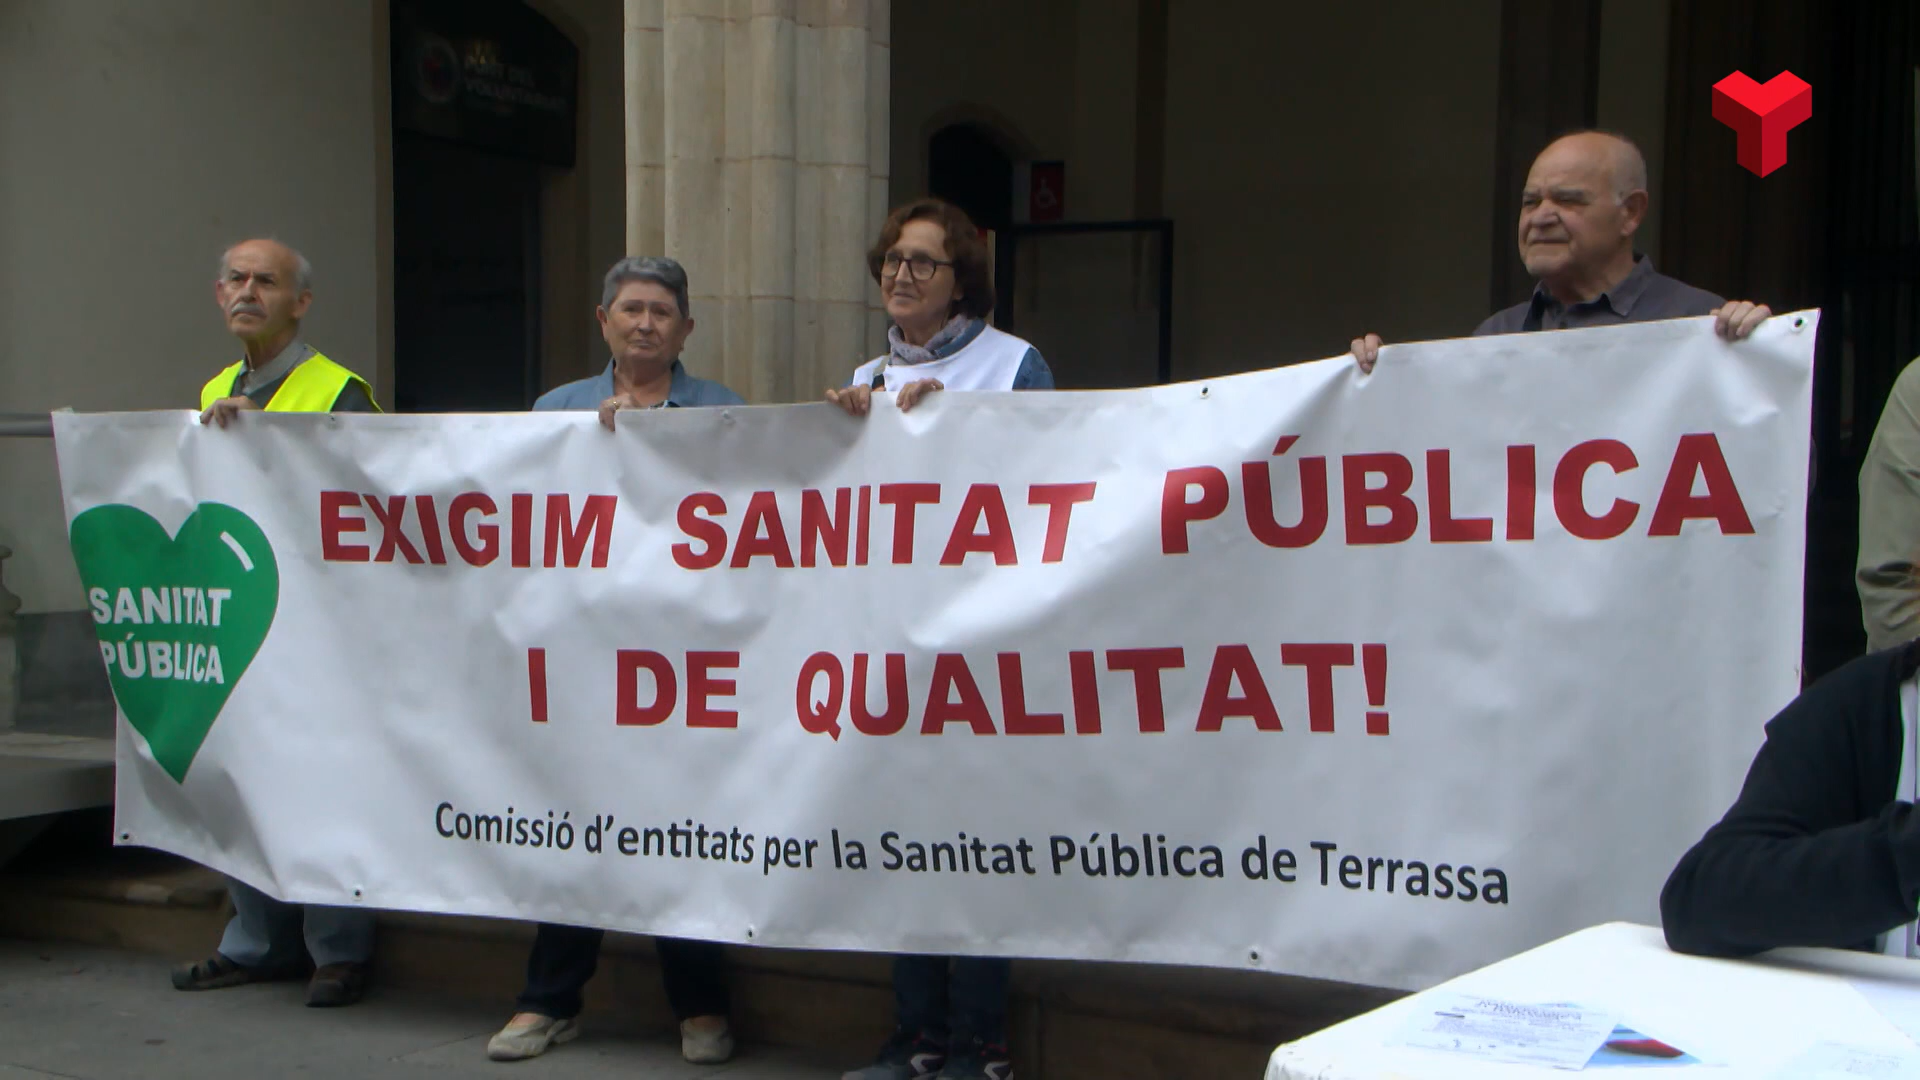 EXIGIM SANITAT PÚBLICA
I DE QUALITAT!
SANITAT
PÚBLICA
Comissió d'entitats per la Sanitat Pública de Terrassa